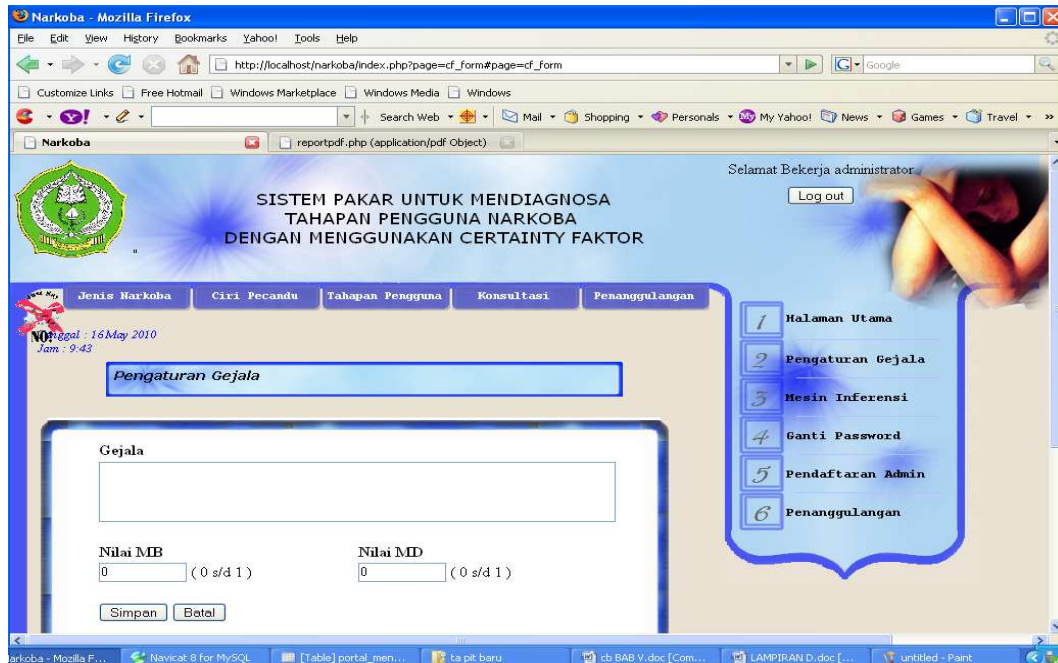 Narkoba - Mozilla Firefox
File Edit View History Bookmarks Yahoo! Tools Help
http://localhost/narkoba/index.php?page=cf_form#page=cf_form
Google
Customize Links Free Hotmail Windows Marketplace Windows Media Windows
Search Web Mail Shopping Personals My Yahoo! News Games Travel
Narkoba reportpdf.php (application/pdf Object)
Selamat Bekerja administrator
Log out
SISTEM PAKAR UNTUK MENDIAGNOSA
TAHAPAN PENGGUNA NARKOBA
DENGAN MENGGUNAKAN CERTAINTY FAKTOR
"
Jenis Narkoba Ciri Pecandu Tahapan Pengguna Konsultasi Penanggulangan
NO!
nggal : 16 May 2010
Jam : 9:43
Pengaturan Gejala
1 Halaman Utama
2 Pengaturan Gejala
3 Mesin Inferensi
4 Ganti Password
5 Pendaftaran Admin
6 Penanggulangan
Gejala
Nilai MB Nilai MD
0 ( 0 s/d 1 ) 0 ( 0 s/d 1 )
Simpan Batal
arkoba - Mozilla F... Navicat 8 for MySQL [Table] portal_men... ta pit baru cb BAB V.doc [Com... LAMPIRAN D.doc [... untitled - Paint